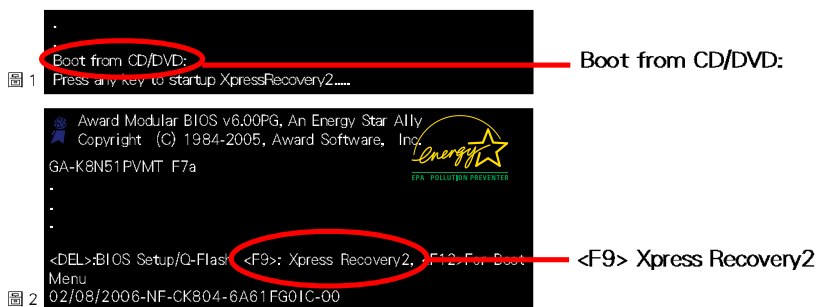 .
.
Boot from CD/DVD:
Press any key to startup XpressRecovery2.....
Boot from CD/DVD:
圖 1
Award Modular BIOS v6.00PG, An Energy Star Ally
Copyright (C) 1984-2005, Award Software, Inc.
energy
EPA POLLUTION PREVENTER
GA-K8N51PVMT F7a
.
.
.
<DEL>:BIOS Setup/Q-Flash, <F9>: Xpress Recovery2, <F12>For Boot
Menu
02/08/2006-NF-CK804-6A61FG0IC-00
<F9> Xpress Recovery2
圖 2